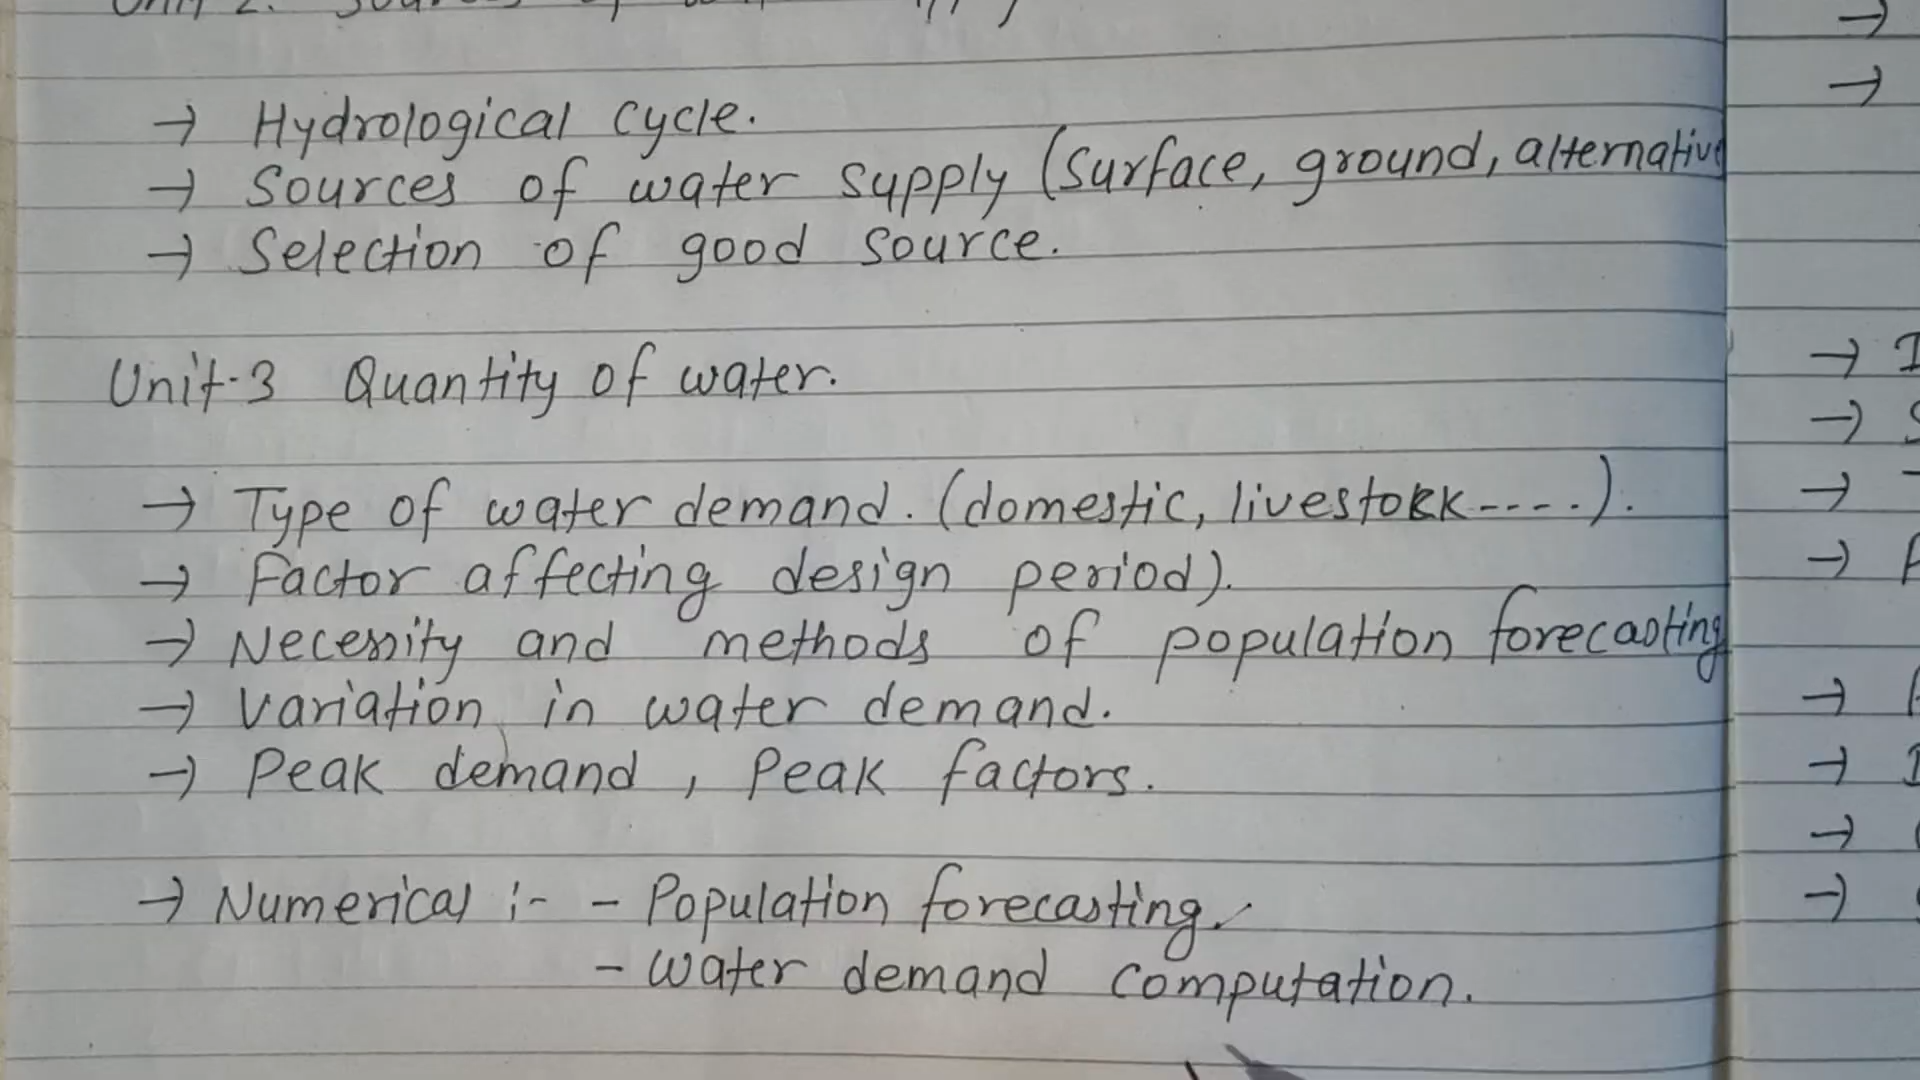 → Hydrological cycle.
→ Sources of water supply (surface, ground, alternative
→ Selection of good source.
Unit-3 Quantity of water.
→ Type of water demand. (domestic, livestock----.).
→ Factor affecting design period).
→ Necessity and methods of population forecasting
→ Variation in water demand.
→ Peak demand, Peak factors.
→ Numerical :- - Population forecasting.
- Water demand computation.